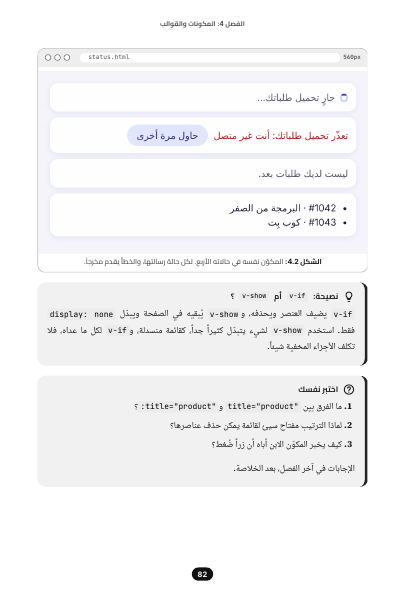 الفصل 4: المكونات والقوالب
status.html
560px
جارٍ تحميل طلباتك...
تعذّر تحميل طلباتك: أنت غير متصل
حاول مرة أخرى
ليست لديك طلبات بعد.
• #1042 · البرمجة من الصفر
• #1043 · كوب بِت
الشكل 4.2: المكوّن نفسه في حالاته الأربع. لكل حالة رسالتها، والخطأ يقدم مخرجاً.
نصيحة: v-if أم v-show ؟
v-if يضيف العنصر ويحذفه، و v-show يُبقيه في الصفحة ويبدّل display: none
فقط. استخدم v-show لشيء يتبدّل كثيراً جداً، كقائمة منسدلة، و v-if لكل ما عداه، فلا
تكلف الأجزاء المخفية شيئاً.
اختبر نفسك
1. ما الفرق بين title="product" و :title="product" ؟
2. لماذا الترتيب مفتاح سيئ لقائمة يمكن حذف عناصرها؟
3. كيف يخبر المكوّن الابن أباه أن زراً ضُغط؟
الإجابات في آخر الفصل، بعد الخلاصة.
82